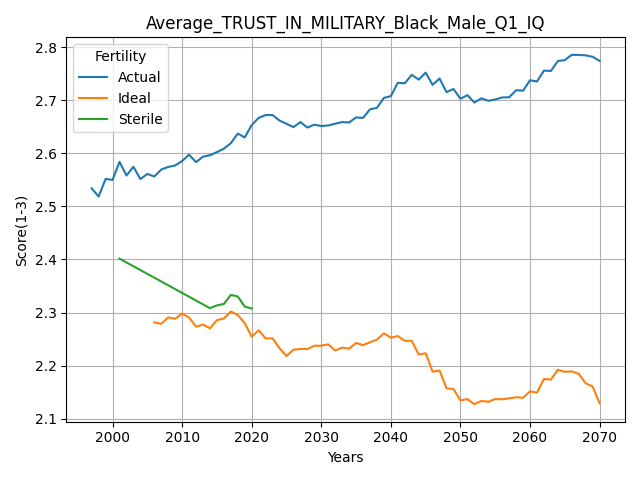 Average_TRUST_IN_MILITARY_Black_Male_Q1_IQ
Fertility
Actual
Ideal
Sterile
Score(1-3)
2.8
2.7
2.6
2.5
2.4
2.3
2.2
2.1
2000 2010 2020 2030 2040 2050 2060 2070
Years